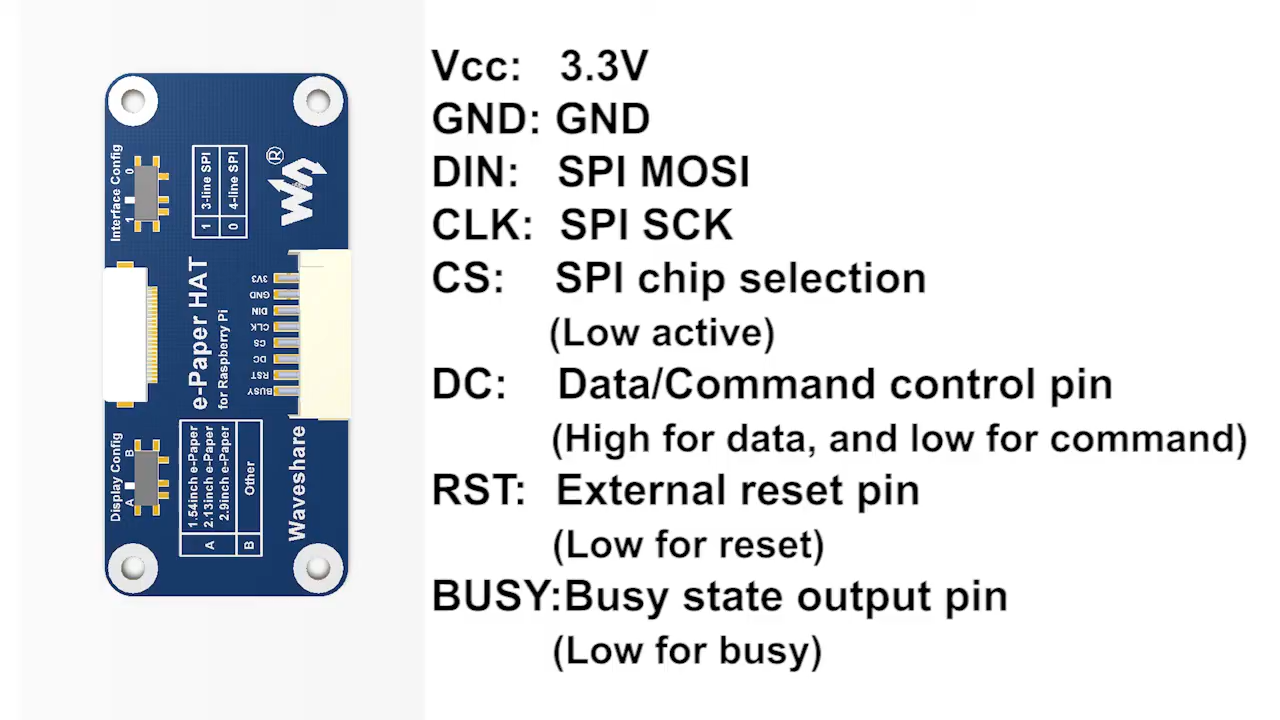 Interface Config
0
1
1 3-line SPI
0 4-line SPI
®
e-Paper HAT
for Raspberry Pi
3V3
GND
DIN
CLK
CS
DC
RST
BUSY
Display Config
B
A
A 1.54inch e-Paper
2.13inch e-Paper
2.9inch e-Paper
B Other
Waveshare
Vcc: 3.3V
GND: GND
DIN: SPI MOSI
CLK: SPI SCK
CS: SPI chip selection
(Low active)
DC: Data/Command control pin
(High for data, and low for command)
RST: External reset pin
(Low for reset)
BUSY:Busy state output pin
(Low for busy)